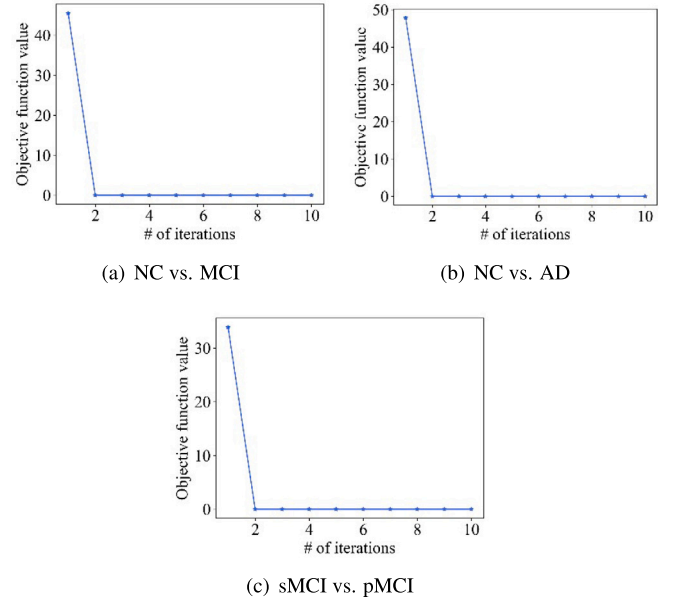 Objective function value
40
30
20
10
0
2 4 6 8 10
# of iterations
(a) NC vs. MCI
Objective function value
50
40
30
20
10
0
2 4 6 8 10
# of iterations
(b) NC vs. AD
Objective function value
30
20
10
0
2 4 6 8 10
# of iterations
(c) sMCI vs. pMCI